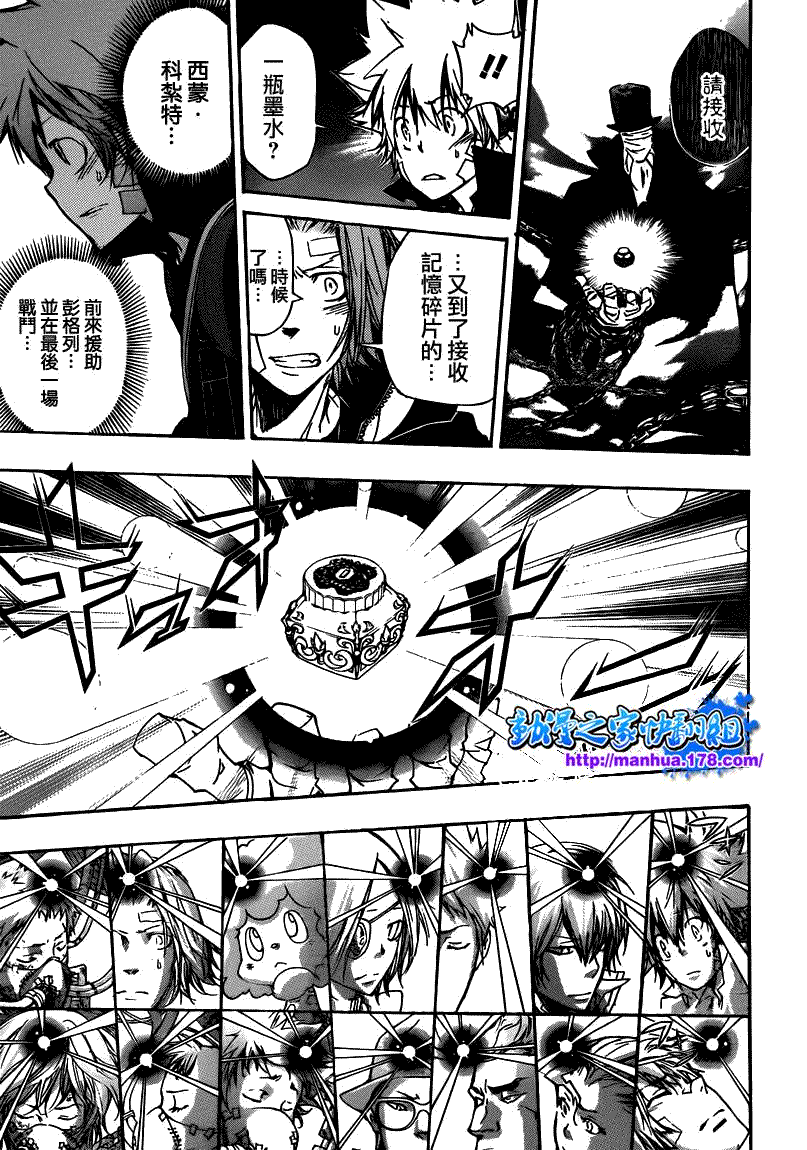 請接收
!!
一瓶墨水?
…又到了接收
記憶碎片的…
…時候
了嗎…
西蒙·
科紮特…
前來援助
彭格列…
並在最後一場
戰鬥…
動漫之家快翻組
http://manhua.178.com/